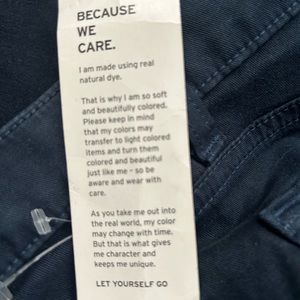 BECAUSE
WE
CARE.
I am made using real
natural dye.
That is why I am so soft
and beautifully colored.
Please keep in mind
that my colors may
transfer to light colored
items and turn them
colored and beautiful
just like me – so be
aware and wear with
care.
As you take me out into
the real world, my color
may change with time.
But that is what gives
me character and
keeps me unique.
LET YOURSELF GO